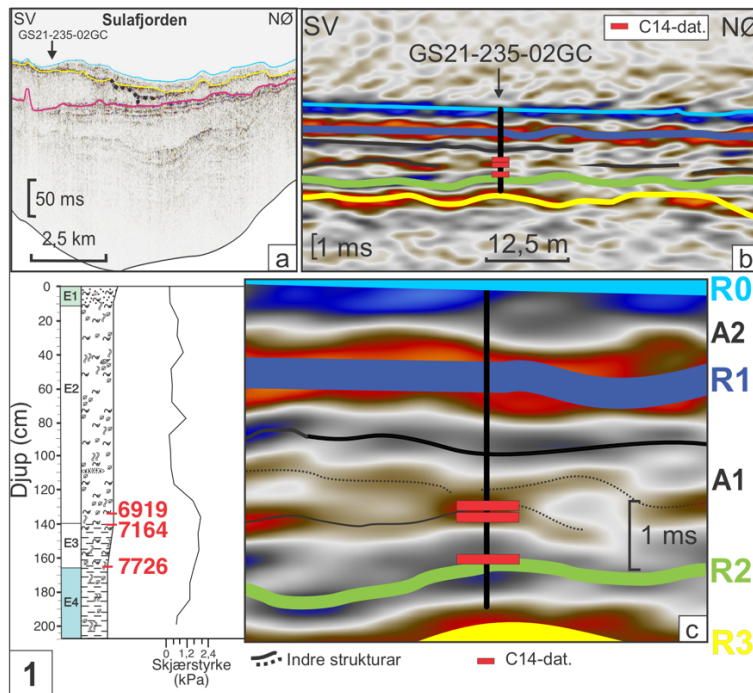 SV Sulafjorden NØ
GS21-235-02GC
50 ms
2,5 km
a
SV C14-dat. NØ
GS21-235-02GC
1 ms
12,5 m
b
Djup (cm)
0
20
40
60
80
100
120
140
160
180
200
E1
E2
E3
E4
6919
7164
7726
0 1,2 2,4
Skjærstyrke
(kPa)
1
R0
A2
R1
A1
1 ms
R2
c
R3
Indre strukturar
C14-dat.